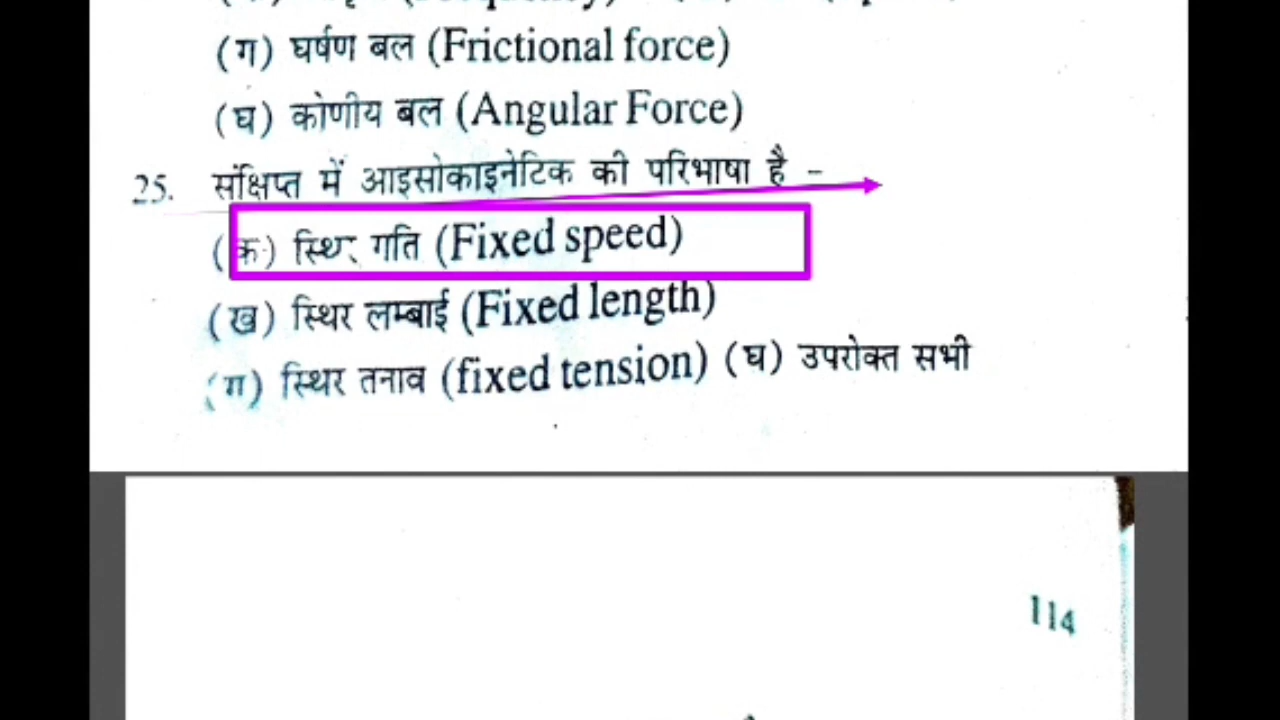 (ग) घर्षण बल (Frictional force)
(घ) कोणीय बल (Angular Force)
25. संक्षिप्त में आइसोकाइनेटिक की परिभाषा है -
(क) स्थिर गति (Fixed speed)
(ख) स्थिर लम्बाई (Fixed length)
(ग) स्थिर तनाव (fixed tension) (घ) उपरोक्त सभी
114